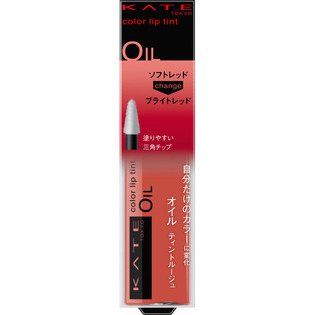 KATE
TOKYO
color lip tint
OIL
ソフトレッド
change
ブライトレッド
塗りやすい
三角チップ
自分だけのカラーに変化
オイル
ティントルージュ
color lip tint
OIL
KATE
TOKYO